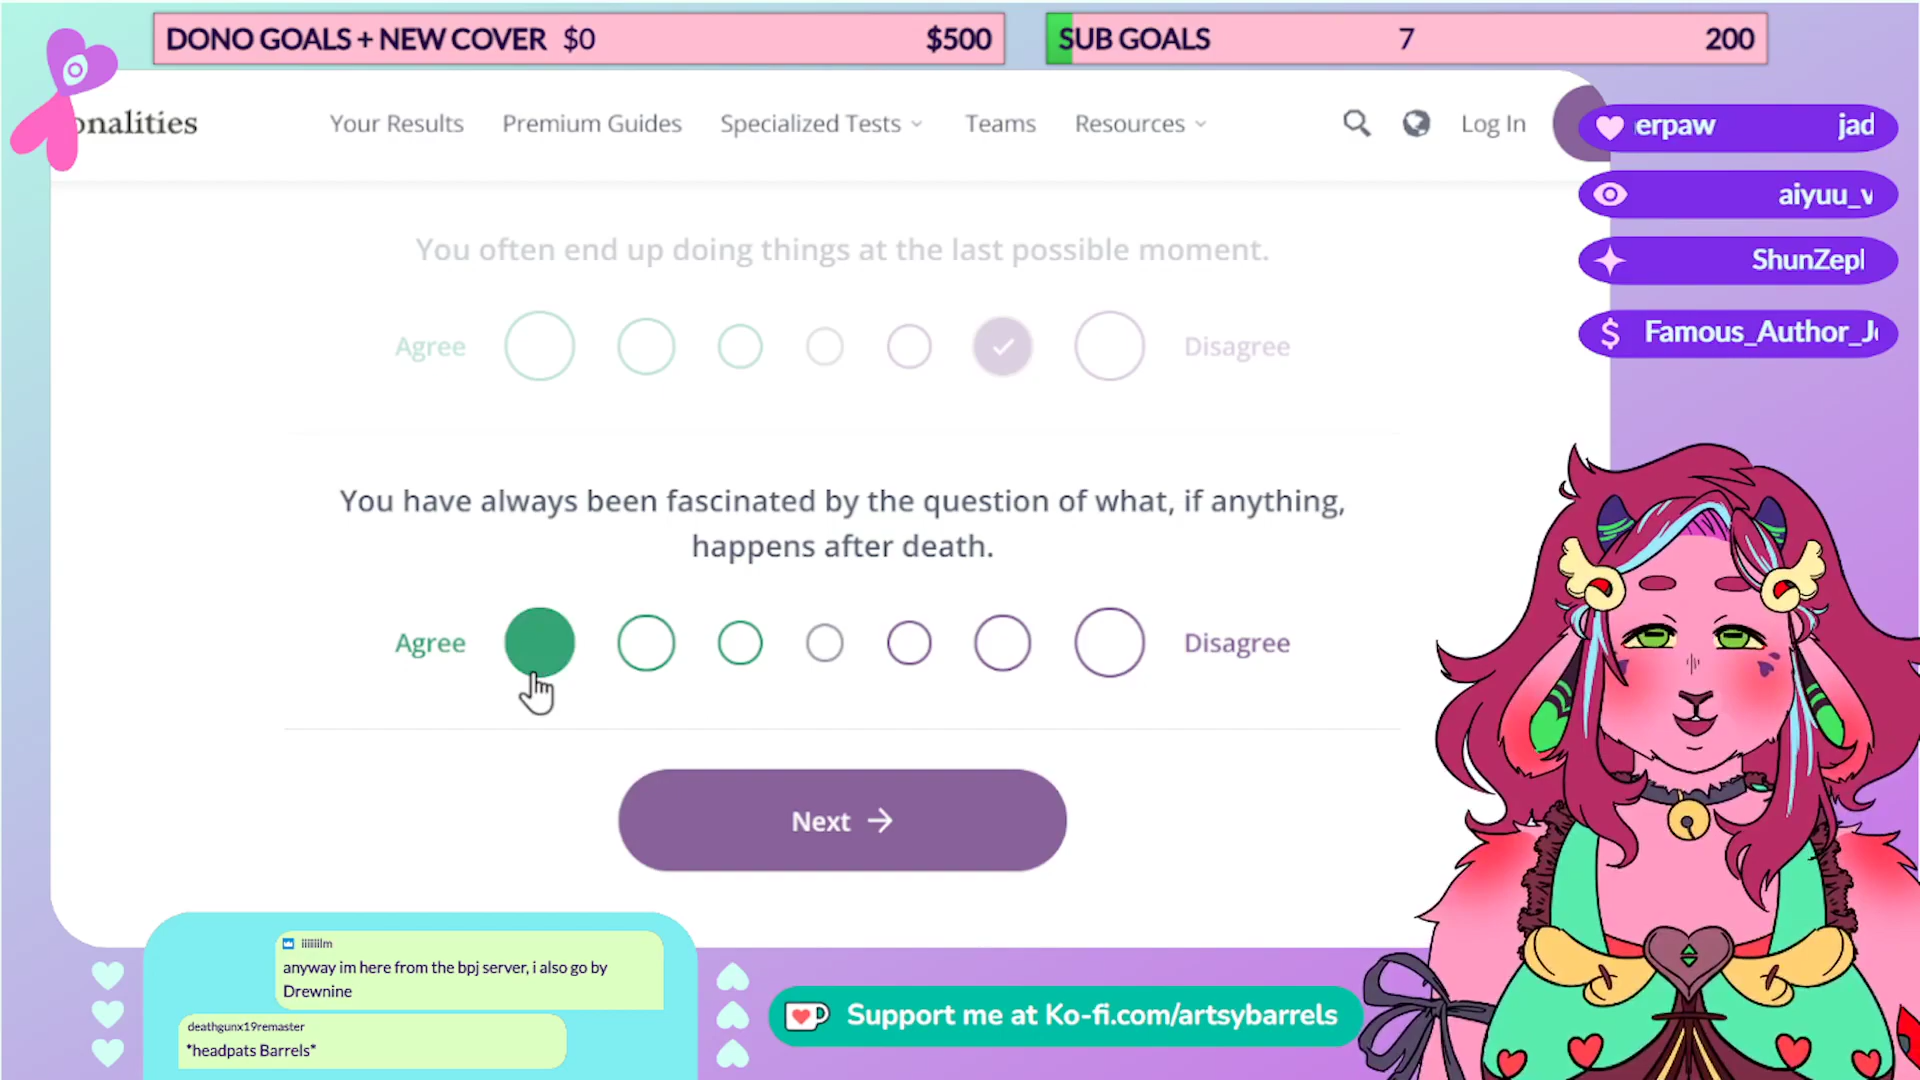 DONO GOALS + NEW COVER $0 $500
SUB GOALS 7 200
onalities
Your Results
Premium Guides
Specialized Tests
Teams
Resources
Log In
erpaw jad
aiyuu_v
ShunZepl
Famous_Author_J
You often end up doing things at the last possible moment.
Agree
Disagree
You have always been fascinated by the question of what, if anything,
happens after death.
Agree
Disagree
Next
iiiiiilm
anyway im here from the bpj server, i also go by
Drewnine
deathgunx19remaster
*headpats Barrels*
Support me at Ko-fi.com/artsybarrels